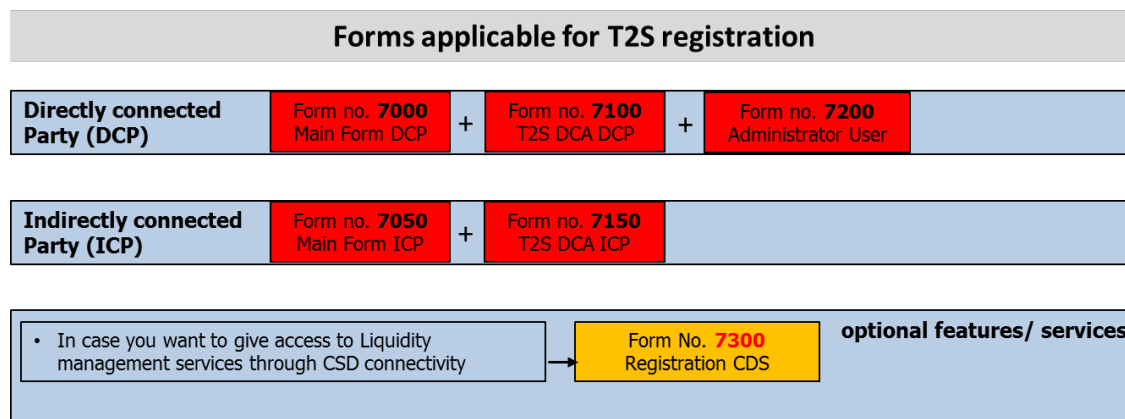 Forms applicable for T2S registration
Directly connected
Party (DCP)
Form no. 7000
Main Form DCP
+
Form no. 7100
T2S DCA DCP
+
Form no. 7200
Administrator User
Indirectly connected
Party (ICP)
Form no. 7050
Main Form ICP
+
Form no. 7150
T2S DCA ICP
• In case you want to give access to Liquidity
management services through CSD connectivity
Form No. 7300
Registration CDS
optional features/ services